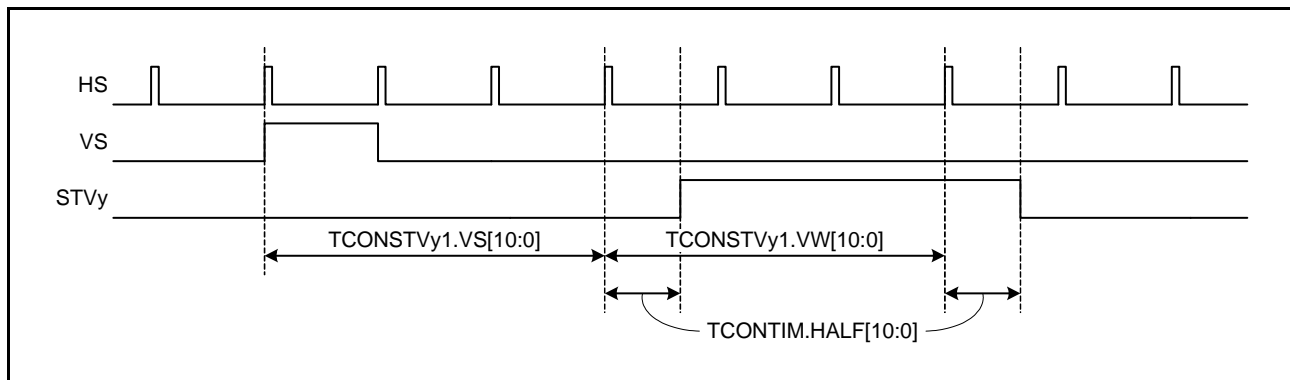 HS
VS
STVy
TCONSTVy1.VS[10:0] TCONSTVy1.VW[10:0]
TCONTIM.HALF[10:0]